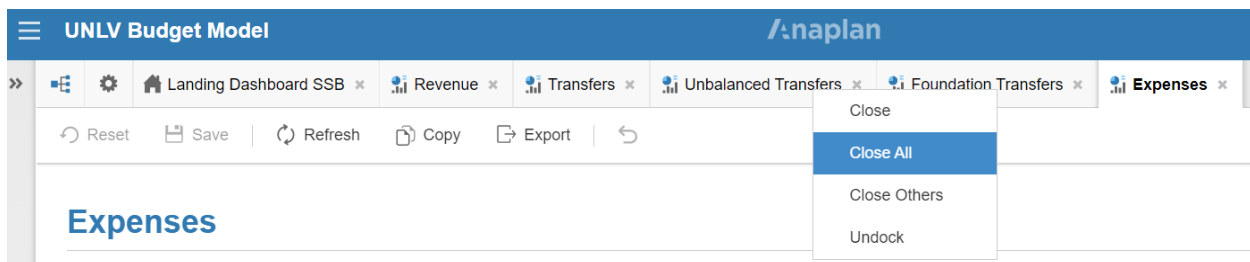 UNLV Budget Model
Anaplan
Landing Dashboard SSB
Revenue
Transfers
Unbalanced Transfers
Foundation Transfers
Expenses
Reset
Save
Refresh
Copy
Export
Close
Close All
Close Others
Undock
Expenses